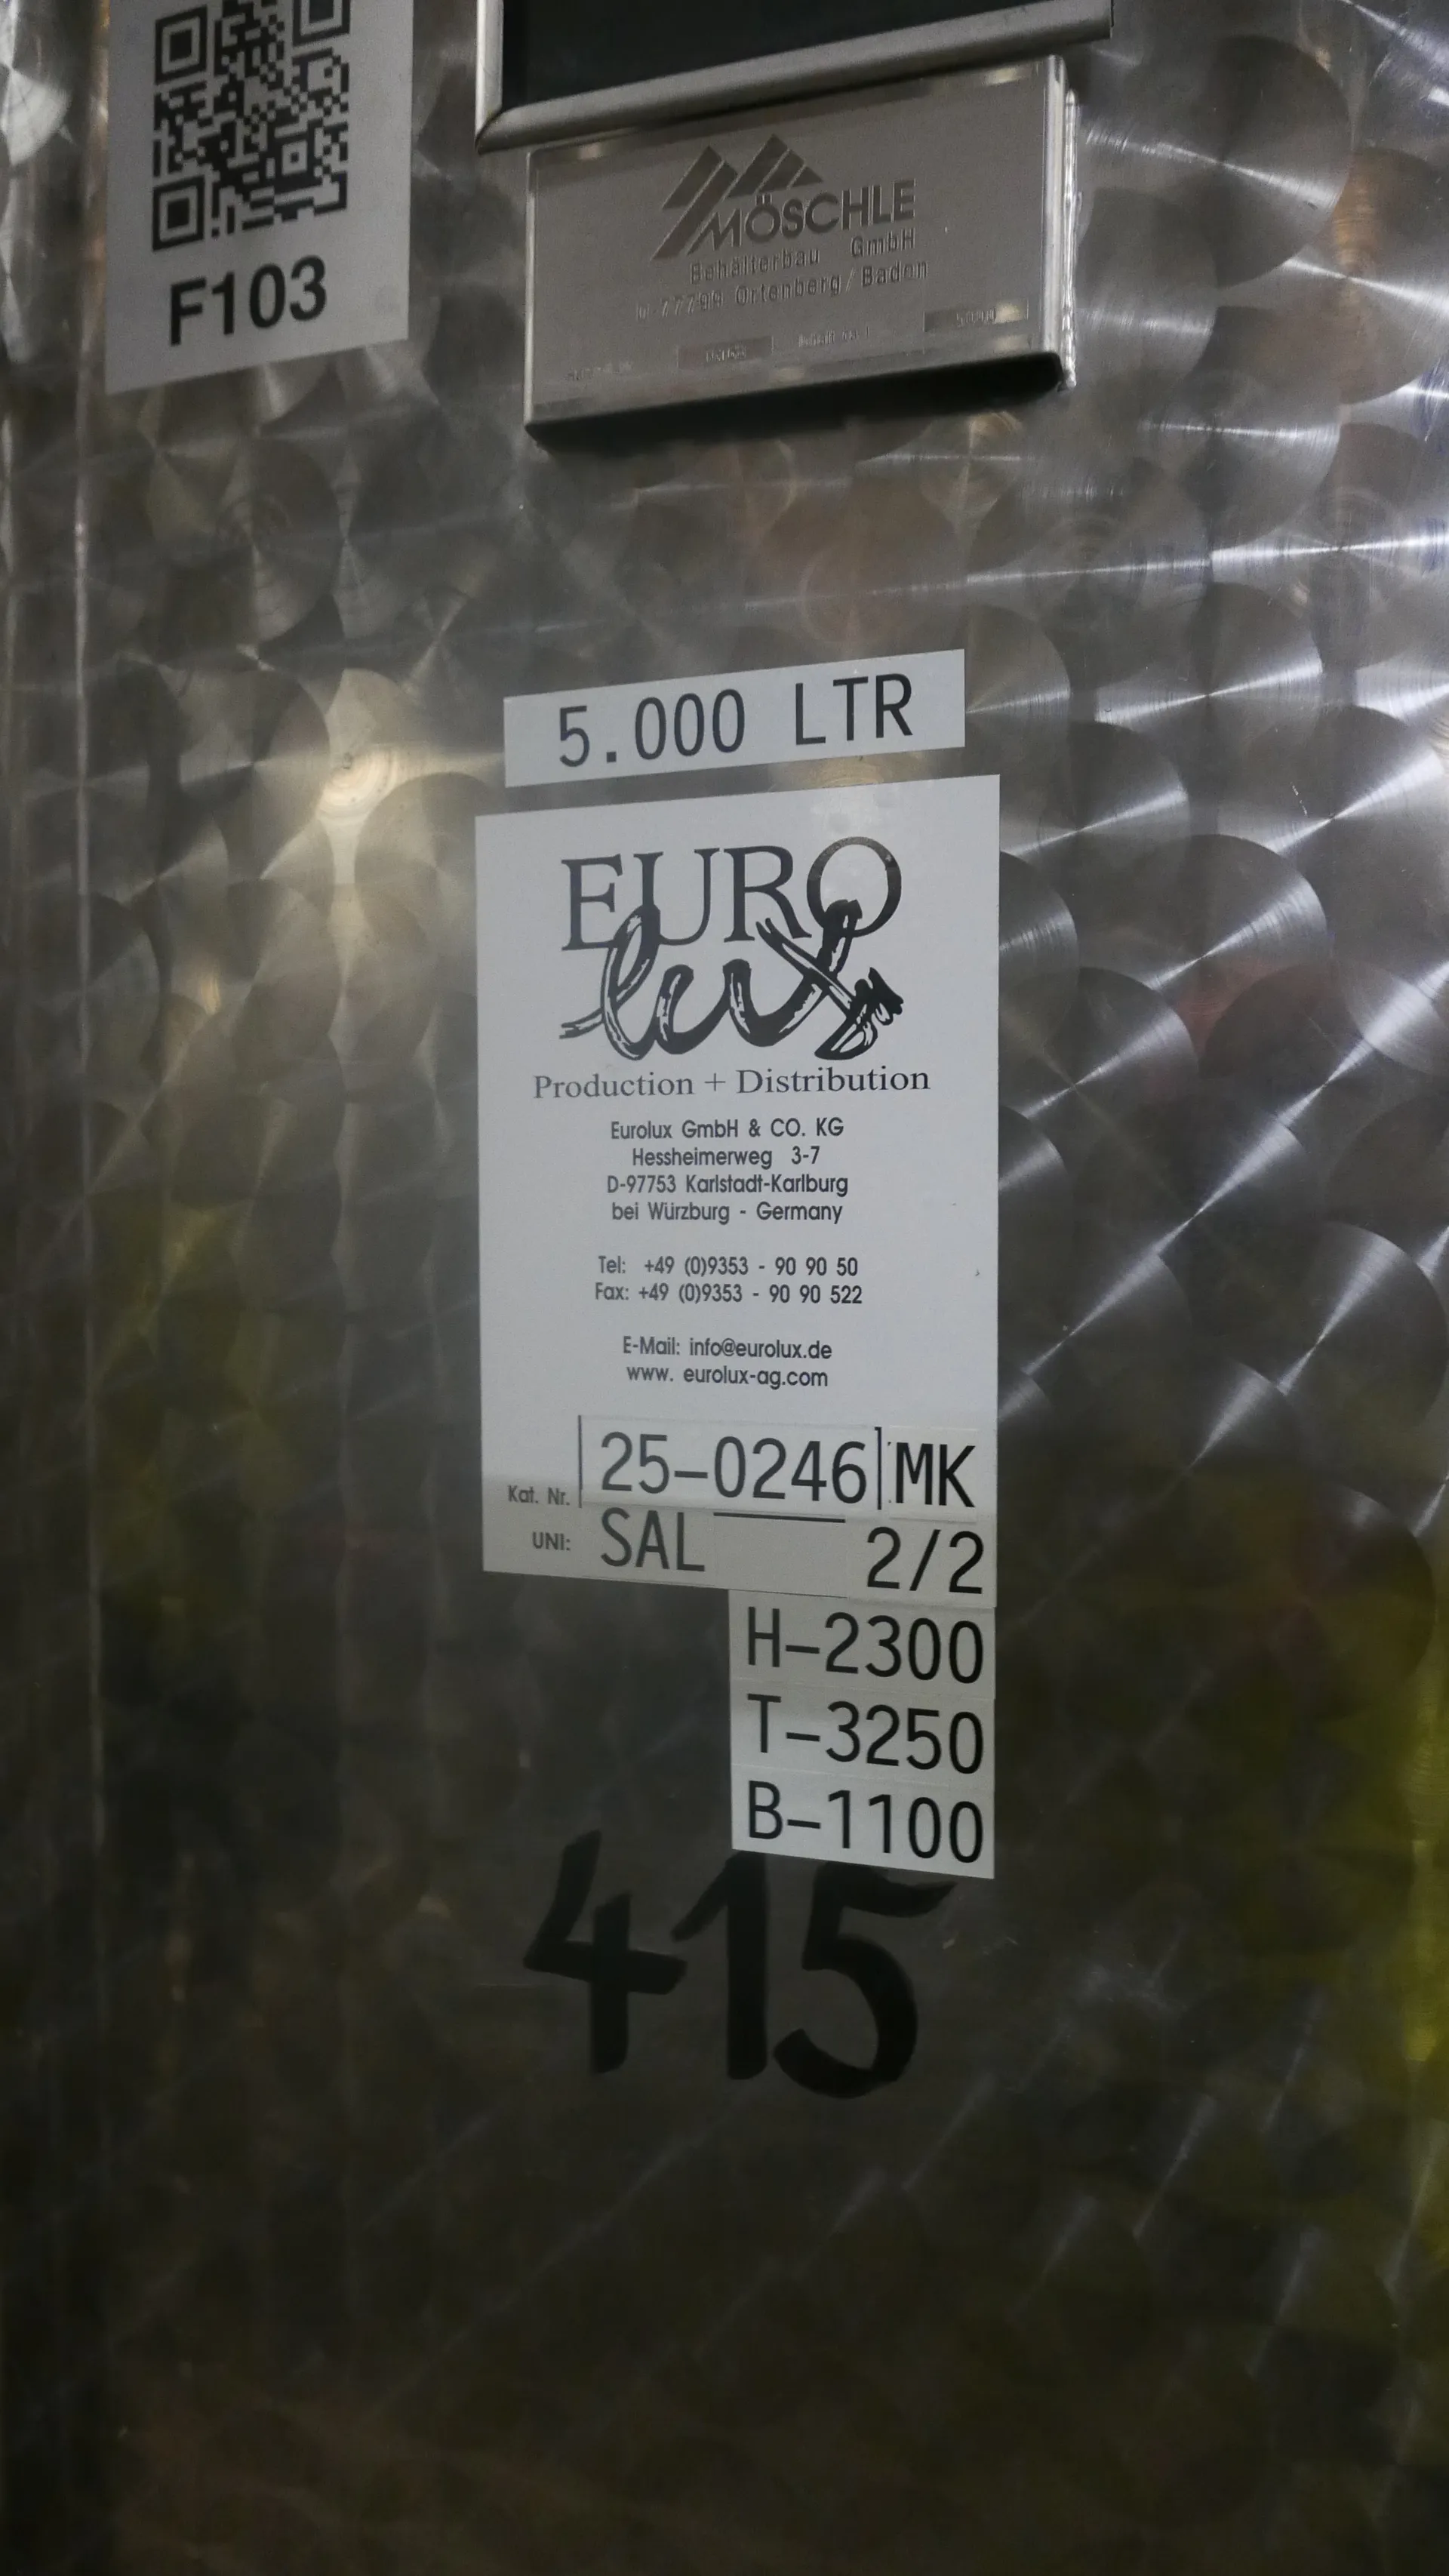 F103
MÖSCHLE
Behälterbau GmbH
D-77799 Ortenberg/Baden
5000
5.000 LTR
EURO
lux
Production + Distribution
Eurolux GmbH & CO. KG
Hessheimerweg 3-7
D-97753 Karlstadt-Karlburg
bei Würzburg - Germany
Tel: +49 (0)9353 - 90 90 50
Fax: +49 (0)9353 - 90 90 522
E-Mail: info@eurolux.de
www. eurolux-ag.com
Kat. Nr. 25-0246 MK
UNI: SAL 2/2
H-2300
T-3250
B-1100
415